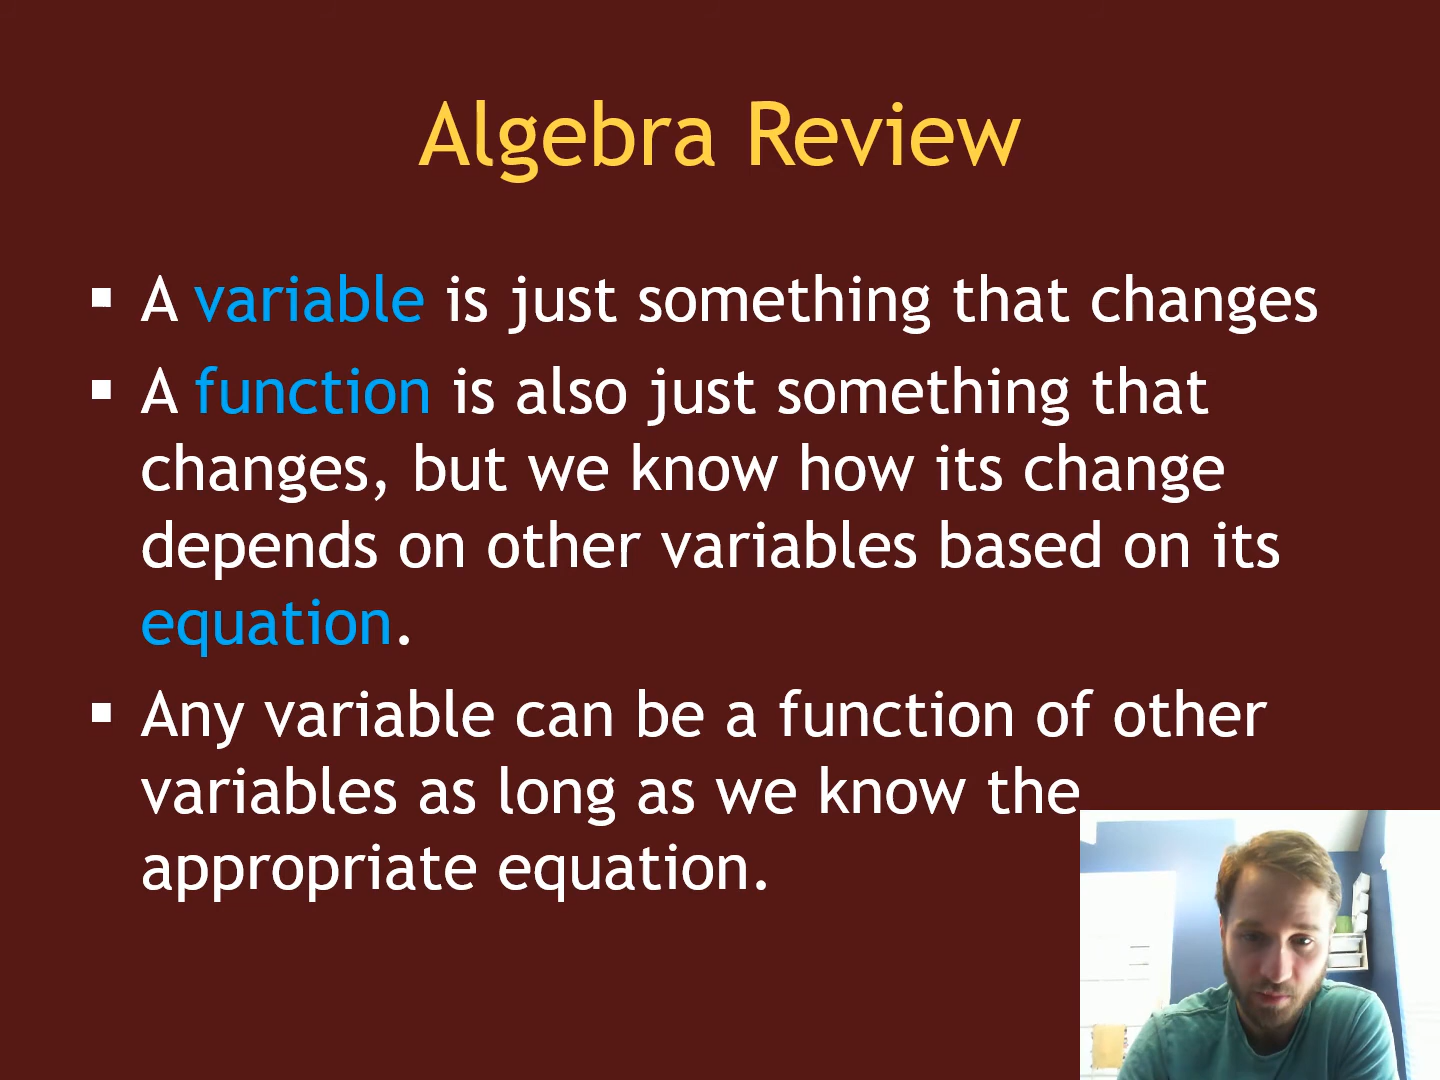 Algebra Review
▪ A variable is just something that changes
▪ A function is also just something that
changes, but we know how its change
depends on other variables based on its
equation.
▪ Any variable can be a function of other
variables as long as we know the
appropriate equation.